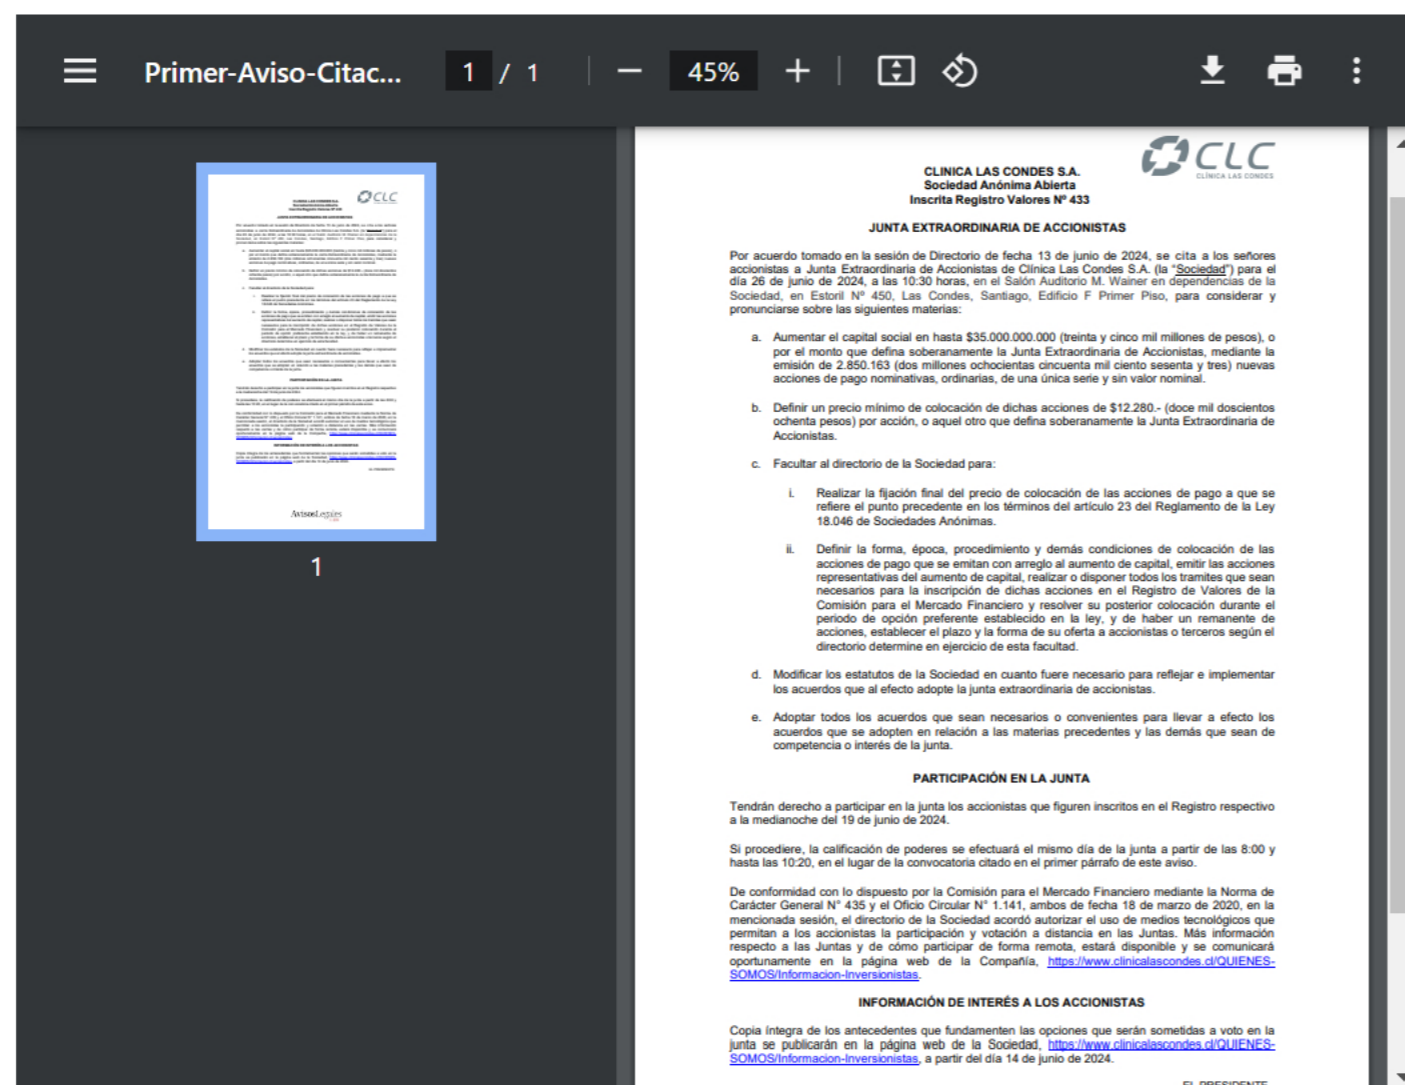 Primer-Aviso-Citac...
1 / 1
45%
1
CLC
CLÍNICA LAS CONDES
CLINICA LAS CONDES S.A.
Sociedad Anónima Abierta
Inscrita Registro Valores Nº 433
JUNTA EXTRAORDINARIA DE ACCIONISTAS
Por acuerdo tomado en la sesión de Directorio de fecha 13 de junio de 2024, se cita a los señores
accionistas a Junta Extraordinaria de Accionistas de Clínica Las Condes S.A. (la “Sociedad”) para el
día 26 de junio de 2024, a las 10:30 horas, en el Salón Auditorio M. Wainer en dependencias de la
Sociedad, en Estoril Nº 450, Las Condes, Santiago, Edificio F Primer Piso, para considerar y
pronunciarse sobre las siguientes materias:
a. Aumentar el capital social en hasta $35.000.000.000 (treinta y cinco mil millones de pesos), o
por el monto que defina soberanamente la Junta Extraordinaria de Accionistas, mediante la
emisión de 2.850.163 (dos millones ochocientos cincuenta mil ciento sesenta y tres) nuevas
acciones de pago nominativas, ordinarias, de una única serie y sin valor nominal.
b. Definir un precio mínimo de colocación de dichas acciones de $12.280.- (doce mil doscientos
ochenta pesos) por acción, o aquel otro que defina soberanamente la Junta Extraordinaria de
Accionistas.
c. Facultar al directorio de la Sociedad para:
i. Realizar la fijación final del precio de colocación de las acciones de pago a que se
refiere el punto precedente en los términos del artículo 23 del Reglamento de la Ley
18.046 de Sociedades Anónimas.
ii. Definir la forma, época, procedimiento y demás condiciones de colocación de las
acciones de pago que se emitan con arreglo al aumento de capital, emitir las acciones
representativas del aumento de capital, realizar o disponer todos los tramites que sean
necesarios para la inscripción de dichas acciones en el Registro de Valores de la
Comisión para el Mercado Financiero y resolver su posterior colocación durante el
periodo de opción preferente establecido en la ley, y de haber un remanente de
acciones, establecer el plazo y la forma de su oferta a accionistas o terceros según el
directorio determine en ejercicio de esta facultad.
d. Modificar los estatutos de la Sociedad en cuanto fuere necesario para reflejar e implementar
los acuerdos que al efecto adopte la junta extraordinaria de accionistas.
e. Adoptar todos los acuerdos que sean necesarios o convenientes para llevar a efecto los
acuerdos que se adopten en relación a las materias precedentes y las demás que sean de
competencia o interés de la junta.
PARTICIPACIÓN EN LA JUNTA
Tendrán derecho a participar en la junta los accionistas que figuren inscritos en el Registro respectivo
a la medianoche del 19 de junio de 2024.
Si procediere, la calificación de poderes se efectuará el mismo día de la junta a partir de las 8:00 y
hasta las 10:20, en el lugar de la convocatoria citado en el primer párrafo de este aviso.
De conformidad con lo dispuesto por la Comisión para el Mercado Financiero mediante la Norma de
Carácter General N° 435 y el Oficio Circular N° 1.141, ambos de fecha 18 de marzo de 2020, en la
mencionada sesión, el directorio de la Sociedad acordó autorizar el uso de medios tecnológicos que
permitan a los accionistas la participación y votación a distancia en las Juntas. Más información
respecto a las Juntas y de cómo participar de forma remota, estará disponible y se comunicará
oportunamente en la página web de la Compañía, https://www.clinicalascondes.cl/QUIENES-
SOMOS/Informacion-Inversionistas.
INFORMACIÓN DE INTERÉS A LOS ACCIONISTAS
Copia íntegra de los antecedentes que fundamenten las opciones que serán sometidas a voto en la
junta se publicarán en la página web de la Sociedad, https://www.clinicalascondes.cl/QUIENES-
SOMOS/Informacion-Inversionistas, a partir del día 14 de junio de 2024.
EL PRESIDENTE